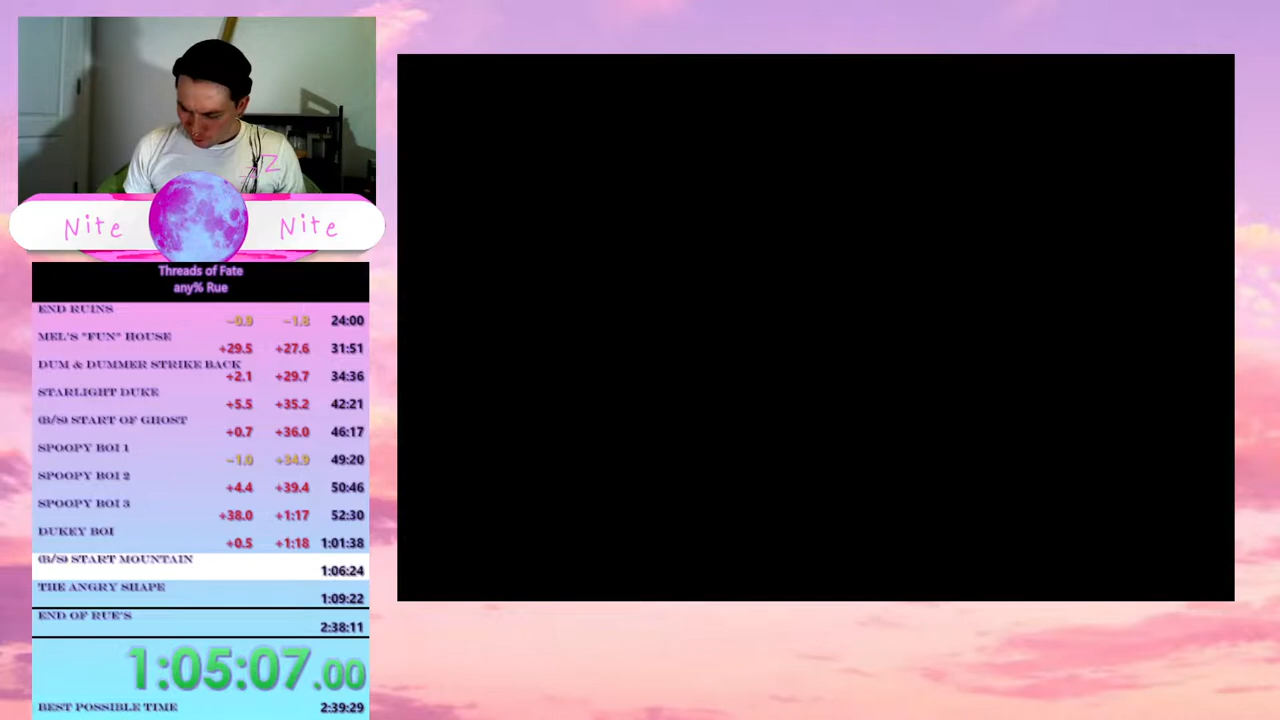 Nite Nite
Threads of Fate
any% Rue
END RUINS -0.9 -1.8 24:00
MEL'S "FUN" HOUSE +29.5 +27.6 31:51
DUM & DUMMER STRIKE BACK +2.1 +29.7 34:36
STARLIGHT DUKE +5.5 +35.2 42:21
(B/S) START OF GHOST +0.7 +36.0 46:17
SPOOPY BOI 1 -1.0 +34.9 49:20
SPOOPY BOI 2 +4.4 +39.4 50:46
SPOOPY BOI 3 +38.0 +1:17 52:30
DUKEY BOI +0.5 +1:18 1:01:38
(B/S) START MOUNTAIN 1:06:24
THE ANGRY SHAPE 1:09:22
END OF RUE'S 2:38:11
1:05:07.00
BEST POSSIBLE TIME 2:39:29